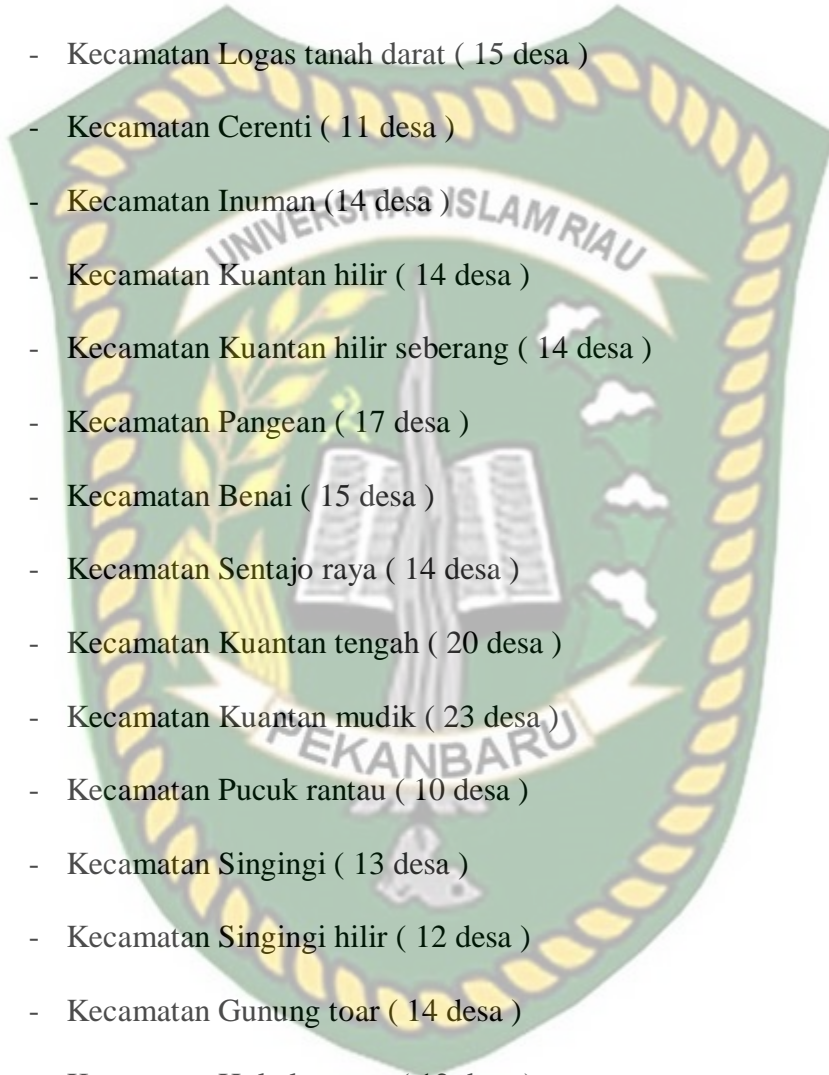 - Kecamatan Logas tanah darat ( 15 desa )
- Kecamatan Cerenti ( 11 desa )
- Kecamatan Inuman (14 desa )
UNIVERSITAS ISLAM RIAU
- Kecamatan Kuantan hilir ( 14 desa )
- Kecamatan Kuantan hilir seberang ( 14 desa )
- Kecamatan Pangean ( 17 desa )
- Kecamatan Benai ( 15 desa )
- Kecamatan Sentajo raya ( 14 desa )
- Kecamatan Kuantan tengah ( 20 desa )
- Kecamatan Kuantan mudik ( 23 desa )
PEKANBARU
- Kecamatan Pucuk rantau ( 10 desa )
- Kecamatan Singingi ( 13 desa )
- Kecamatan Singingi hilir ( 12 desa )
- Kecamatan Gunung toar ( 14 desa )